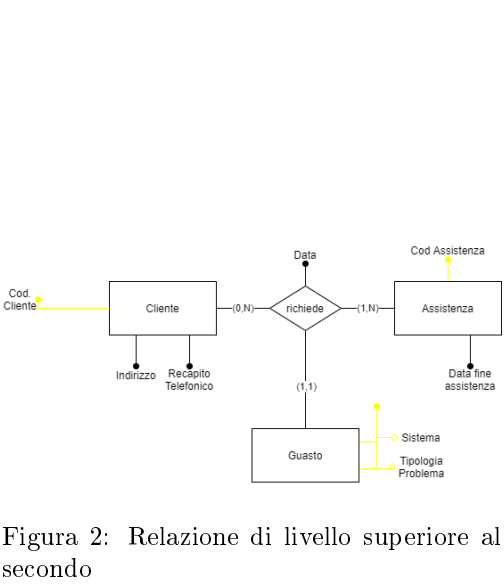 Data
Cod Assistenza
Cod.
Cliente
Cliente
(0,N)
richiede
(1,N)
Assistenza
Indirizzo
Recapito
Telefonico
Data fine
assistenza
(1,1)
Guasto
Sistema
Tipologia
Problema
Figura 2: Relazione di livello superiore al
secondo